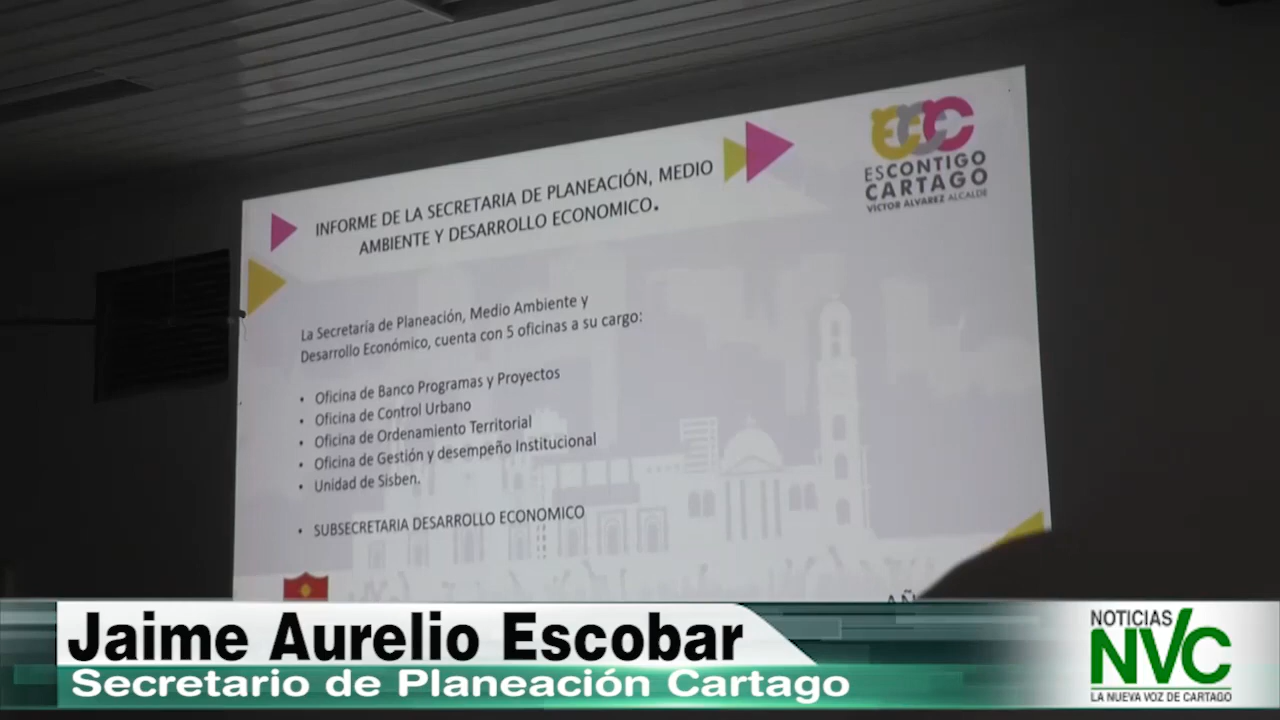 INFORME DE LA SECRETARIA DE PLANEACIÓN, MEDIO
AMBIENTE Y DESARROLLO ECONOMICO.
ESCONTIGO
CARTAGO
VÍCTOR ALVAREZ ALCALDE
La Secretaría de Planeación, Medio Ambiente y
Desarrollo Económico, cuenta con 5 oficinas a su cargo:
• Oficina de Banco Programas y Proyectos
• Oficina de Control Urbano
• Oficina de Ordenamiento Territorial
• Oficina de Gestión y desempeño Institucional
• Unidad de Sisben.
• SUBSECRETARIA DESARROLLO ECONOMICO
Jaime Aurelio Escobar
Secretario de Planeación Cartago
NOTICIAS
NVC
LA NUEVA VOZ DE CARTAGO